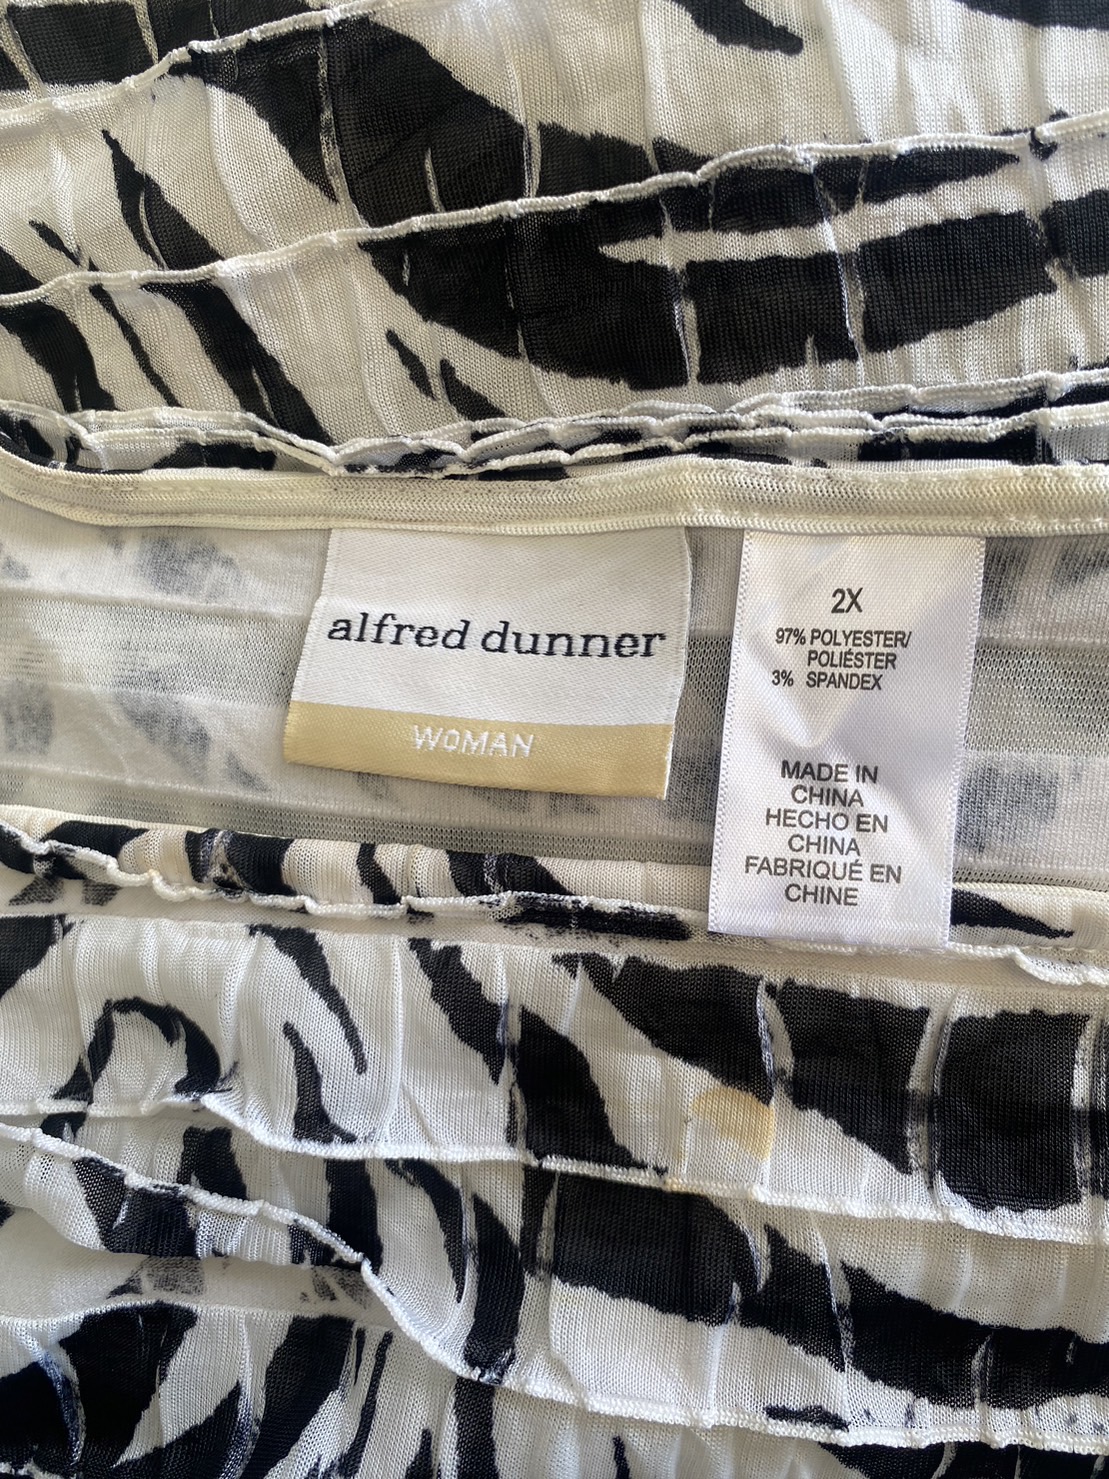 alfred dunner
WOMAN
2X
97% POLYESTER/
POLIÉSTER
3% SPANDEX
MADE IN
CHINA
HECHO EN
CHINA
FABRIQUÉ EN
CHINE